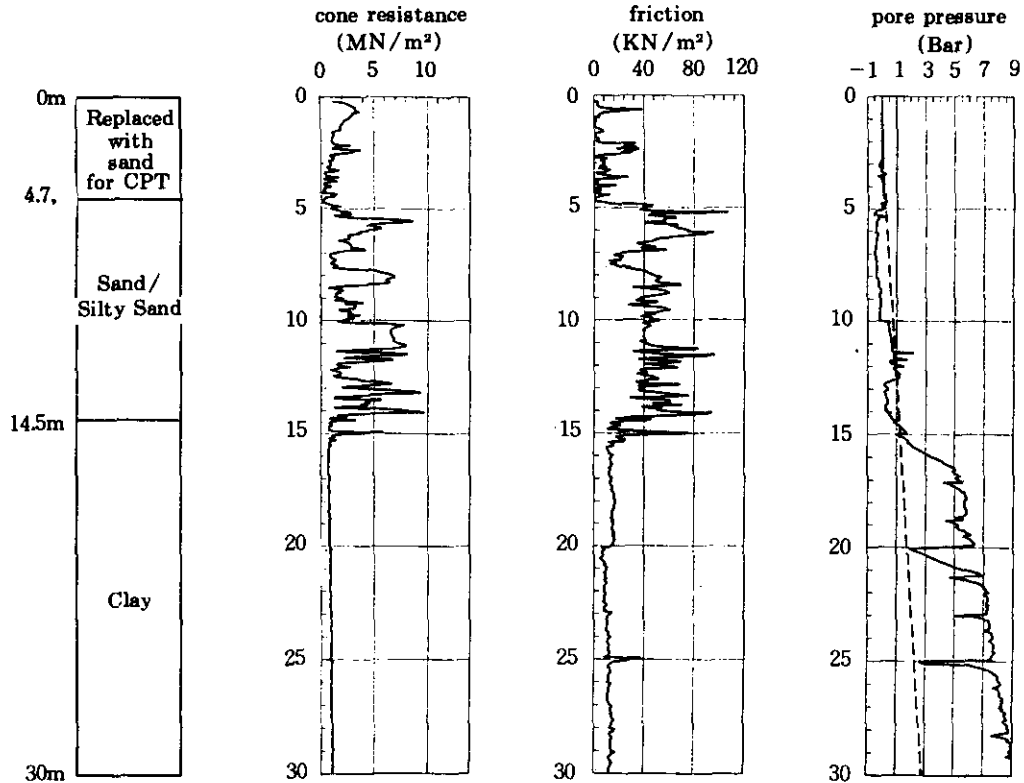 cone resistance
(MN/m²)
0 5 10
friction
(KN/m²)
0 40 80 120
pore pressure
(Bar)
−1 1 3 5 7 9
0m
Replaced
with
sand
for CPT
4.7,
Sand/
Silty Sand
14.5m
Clay
30m
0
5
10
15
20
25
30
0
5
10
15
20
25
30
0
5
10
15
20
25
30